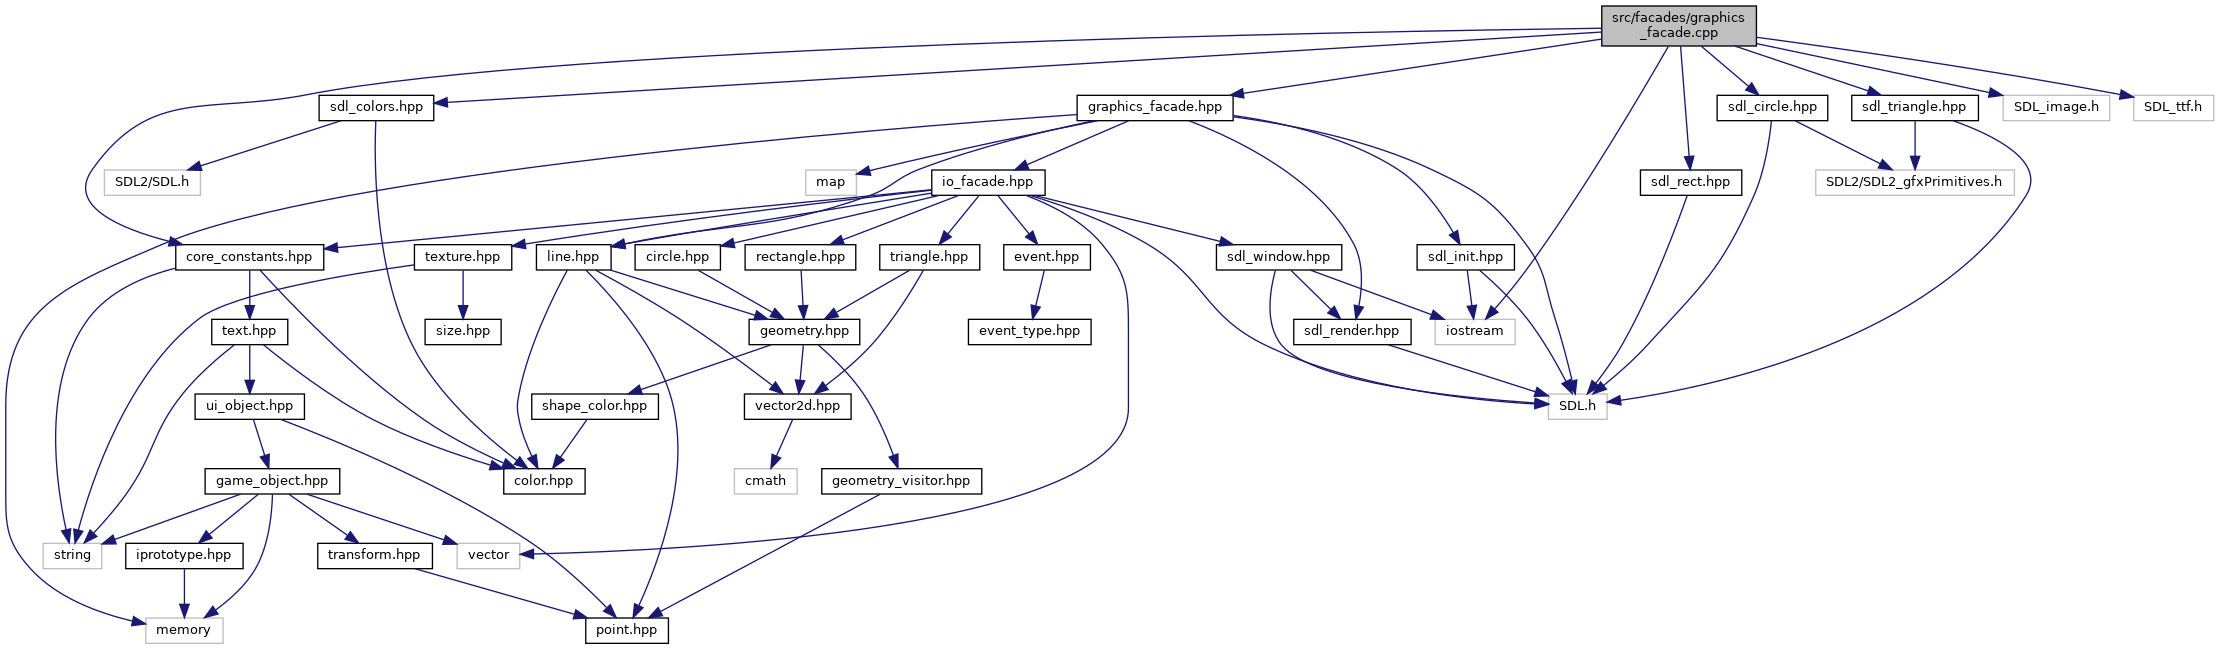 src/facades/graphics
_facade.cpp
sdl_colors.hpp
graphics_facade.hpp
sdl_circle.hpp
sdl_triangle.hpp
SDL_image.h
SDL_ttf.h
SDL2/SDL.h
map
io_facade.hpp
sdl_rect.hpp
SDL2/SDL2_gfxPrimitives.h
core_constants.hpp
texture.hpp
line.hpp
circle.hpp
rectangle.hpp
triangle.hpp
event.hpp
sdl_window.hpp
sdl_init.hpp
text.hpp
size.hpp
geometry.hpp
event_type.hpp
sdl_render.hpp
iostream
ui_object.hpp
shape_color.hpp
vector2d.hpp
SDL.h
game_object.hpp
color.hpp
cmath
geometry_visitor.hpp
string
iprototype.hpp
transform.hpp
vector
memory
point.hpp